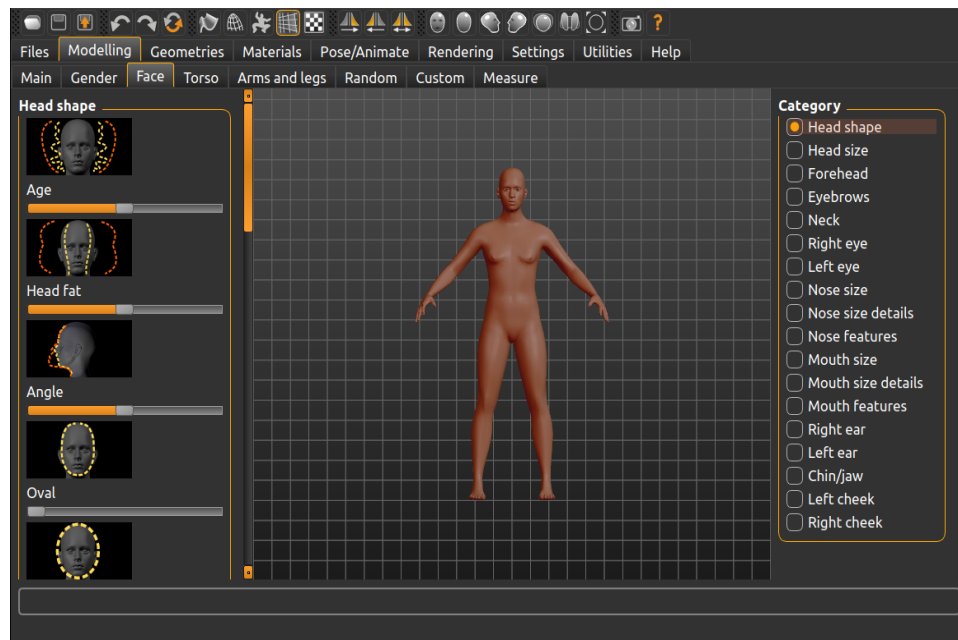 Files Modelling Geometries Materials Pose/Animate Rendering Settings Utilities Help
Main Gender Face Torso Arms and legs Random Custom Measure
Head shape
Age
Head fat
Angle
Oval
Category
Head shape
Head size
Forehead
Eyebrows
Neck
Right eye
Left eye
Nose size
Nose size details
Nose features
Mouth size
Mouth size details
Mouth features
Right ear
Left ear
Chin/jaw
Left cheek
Right cheek